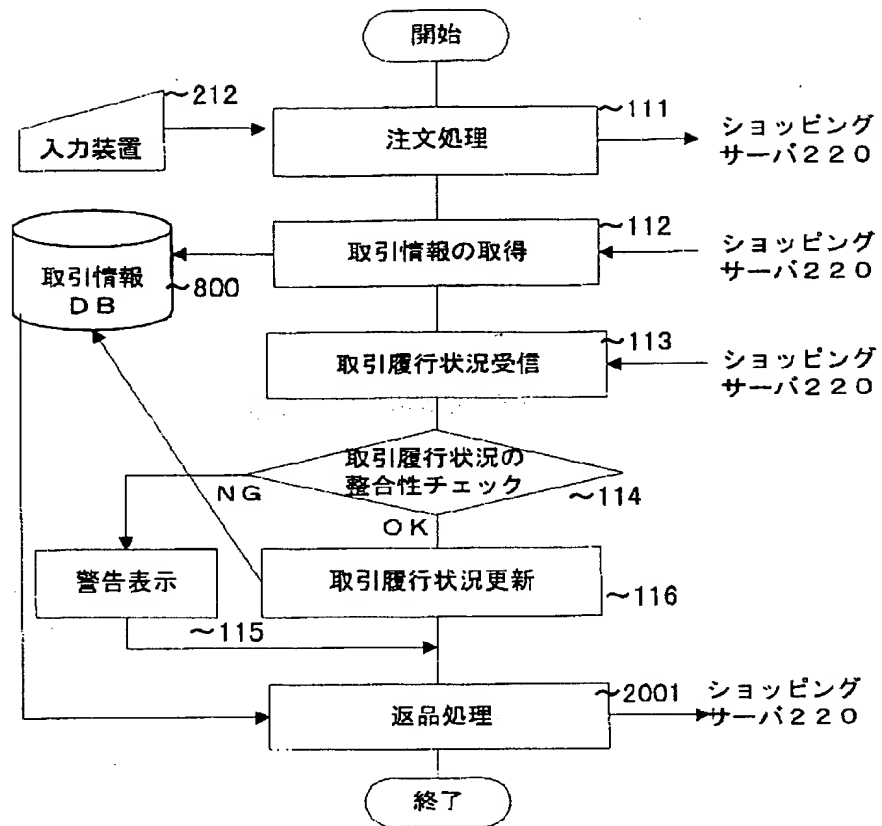 開始
～212
入力装置
注文処理
～111
ショッピング
サーバ220
取引情報
DB
～800
取引情報の取得
～112
ショッピング
サーバ220
取引履行状況受信
～113
ショッピング
サーバ220
取引履行状況の
整合性チェック
～114
NG
OK
警告表示
～115
取引履行状況更新
～116
返品処理
～2001
ショッピング
サーバ220
終了